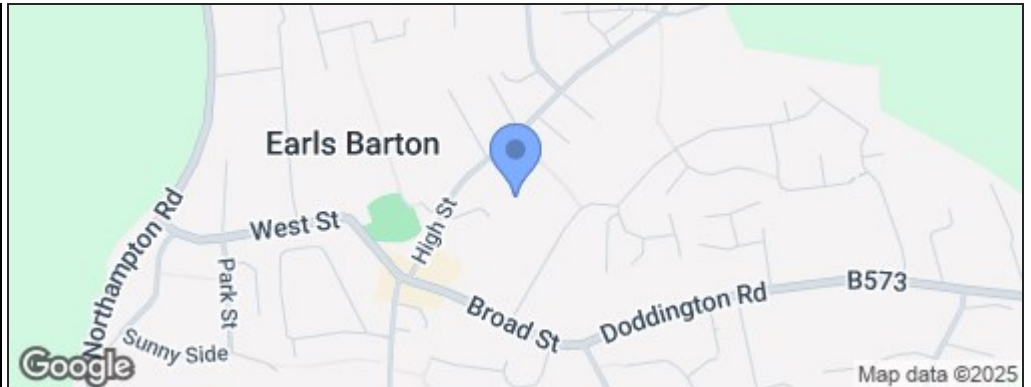 Earls Barton
Northampton Rd
West St
High St
Park St
Sunny Side
Broad St
Doddington Rd
B573
Google
Map data ©2025